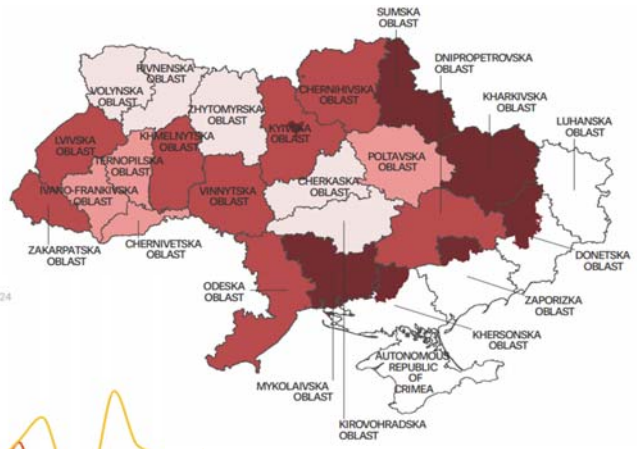 SUMSKA
OBLAST
DNIPROPETROVSKA
OBLAST
RIVNENSKA
OBLAST
VOLYNSKA
OBLAST
CHERNIHIVSKA
OBLAST
KHARKIVSKA
OBLAST
ZHYTOMYRSKA
OBLAST
LUHANSKA
OBLAST
KYIVSKA
OBLAST
LVIVSKA
OBLAST
KHMELNYTSKA
OBLAST
TERNOPILSKA
OBLAST
POLTAVSKA
OBLAST
IVANO-FRANKIVSKA
OBLAST
VINNYTSKA
OBLAST
CHERKASKA
OBLAST
ZAKARPATSKA
OBLAST
CHERNIVETSKA
OBLAST
DONETSKA
OBLAST
ODESKA
OBLAST
24
ZAPORIZKA
OBLAST
KHERSONSKA
OBLAST
AUTONOMOUS
REPUBLIC
OF
CRIMEA
MYKOLAIVSKA
OBLAST
KIROVOHRADSKA
OBLAST